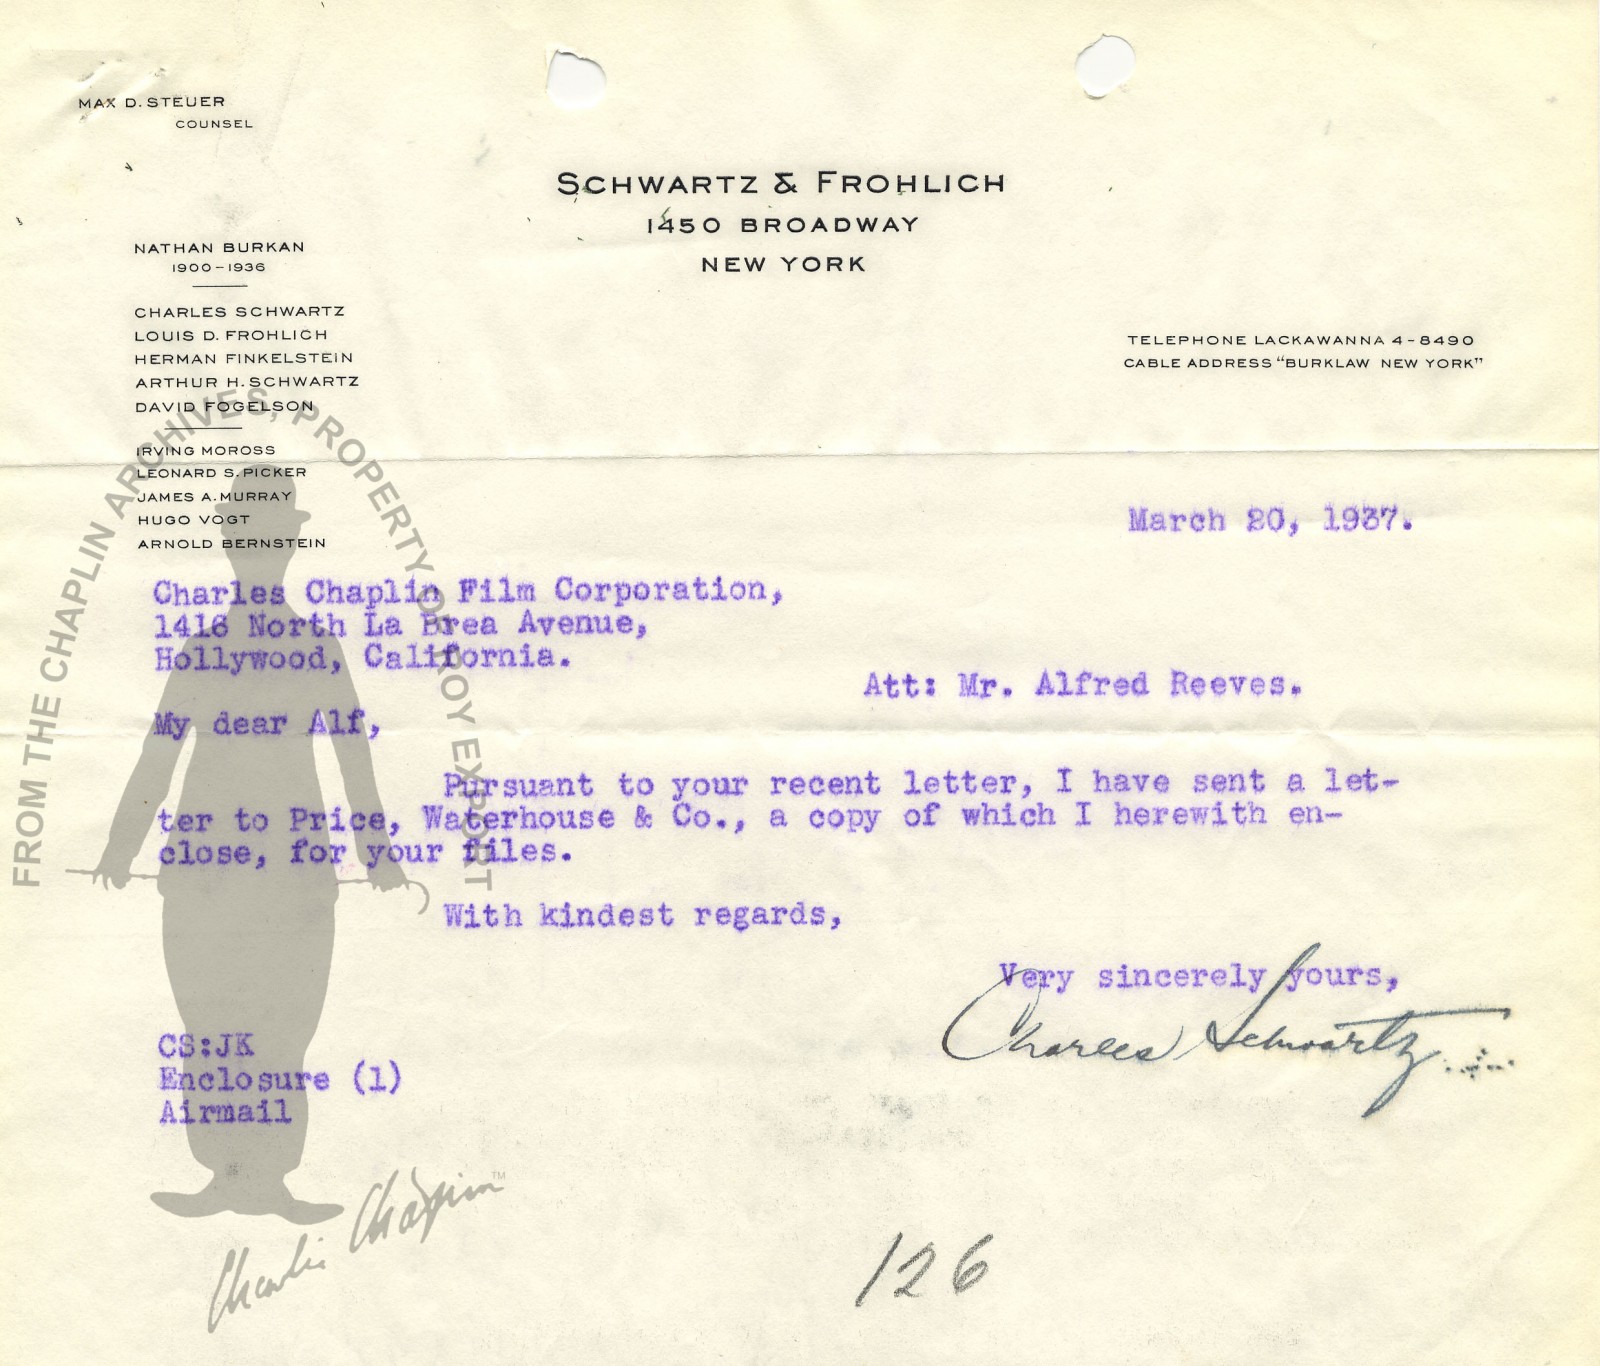 MAX D. STEUER
COUNSEL
SCHWARTZ & FROHLICH
1450 BROADWAY
NEW YORK
NATHAN BURKAN
1900-1936
CHARLES SCHWARTZ
LOUIS D. FROHLICH
HERMAN FINKELSTEIN
ARTHUR H. SCHWARTZ
DAVID FOGELSON
IRVING MOROSS
LEONARD S. PICKER
JAMES A. MURRAY
HUGO VOGT
ARNOLD BERNSTEIN
TELEPHONE LACKAWANNA 4-8490
CABLE ADDRESS "BURKLAW NEW YORK"
March 20, 1937.
Charles Chaplin Film Corporation,
1416 North La Brea Avenue,
Hollywood, California.
Att: Mr. Alfred Reeves.
My dear Alf,
Pursuant to your recent letter, I have sent a let-
ter to Price, Waterhouse & Co., a copy of which I herewith en-
close, for your files.
With kindest regards,
Very sincerely yours,
Charles Schwartz
CS:JK
Enclosure (1)
Airmail
126
FROM THE CHAPLIN ARCHIVES, PROPERTY OF ROY EXPORT
Charlie Chaplin™